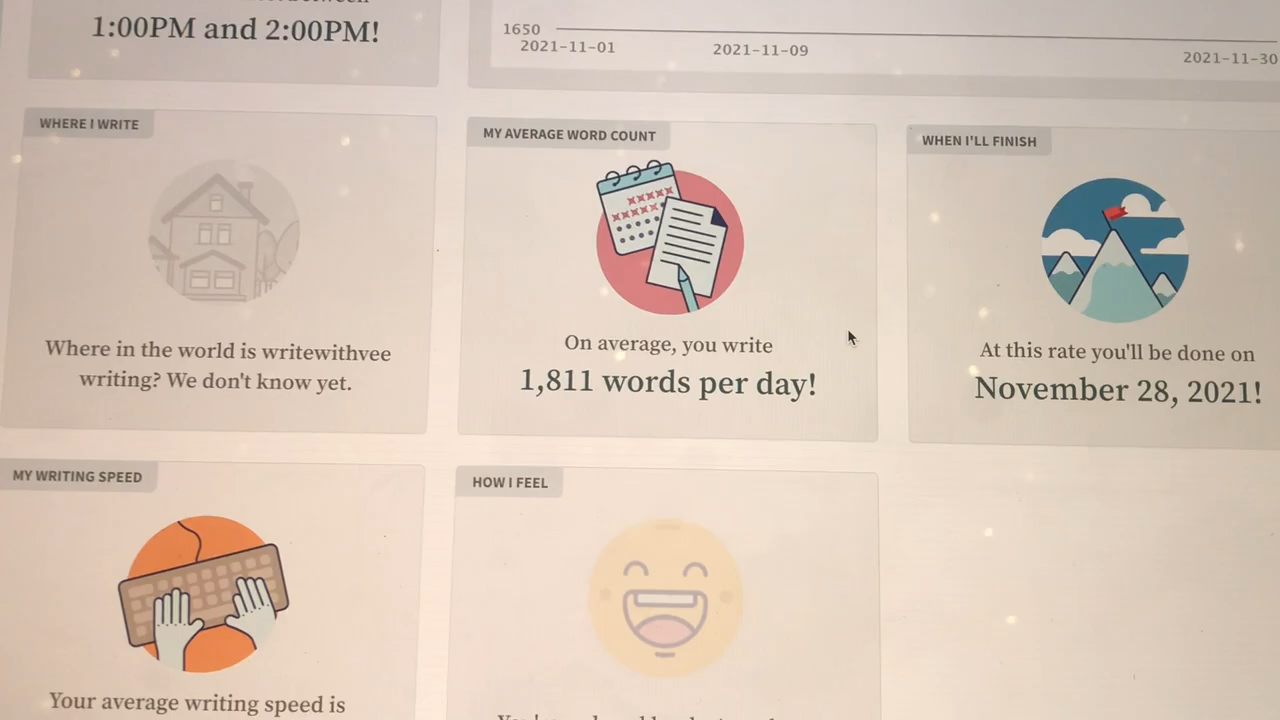 1:00PM and 2:00PM!
1650
2021-11-01
2021-11-09
2021-11-30
WHERE I WRITE
Where in the world is writewithvee
writing? We don't know yet.
MY AVERAGE WORD COUNT
On average, you write
1,811 words per day!
WHEN I'LL FINISH
At this rate you'll be done on
November 28, 2021!
MY WRITING SPEED
Your average writing speed is
HOW I FEEL